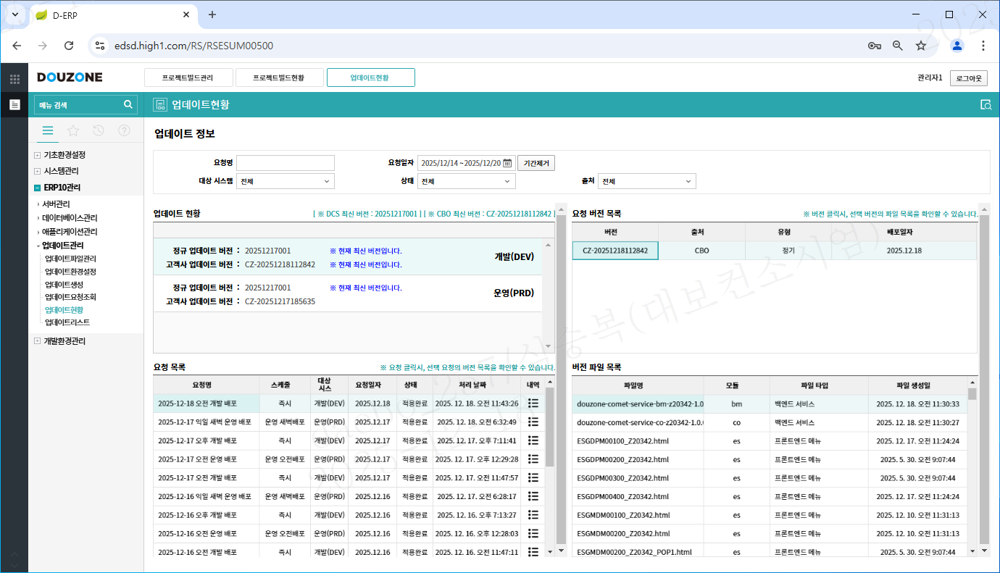 D-ERP
edsd.high1.com/RS/RSESUM00500
DOUZONE
프로젝트빌드관리
프로젝트빌드현황
업데이트현황
관리자1
로그아웃
메뉴 검색
업데이트현황
기초환경설정
시스템관리
ERP10관리
서버관리
데이터베이스관리
애플리케이션관리
업데이트관리
업데이트파일관리
업데이트환경설정
업데이트생성
업데이트요청조회
업데이트현황
업데이트리스트
개발환경관리
업데이트 정보
요청명
요청일자 2025/12/14 ~ 2025/12/20 기간제거
대상 시스템 전체
상태 전체
출처 전체
업데이트 현황 [ ※ DCS 최신 버전 : 20251217001 ] [ ※ CBO 최신 버전 : CZ-20251218112842 ]
정규 업데이트 버전 : 20251217001 ※ 현재 최신 버전입니다.
고객사 업데이트 버전 : CZ-20251218112842 ※ 현재 최신 버전입니다.
개발(DEV)
정규 업데이트 버전 : 20251217001 ※ 현재 최신 버전입니다.
고객사 업데이트 버전 : CZ-20251217185635
운영(PRD)
요청 버전 목록 ※ 버전 클릭시, 선택 버전의 파일 목록을 확인할 수 있습니다.
버전 출처 유형 배포일자
CZ-20251218112842 CBO 정기 2025.12.18
요청 목록 ※ 요청 클릭시, 선택 요청의 버전 목록을 확인할 수 있습니다.
요청명 스케줄 대상 시스 요청일자 상태 처리 날짜 내역
2025-12-18 오전 개발 배포 즉시 개발(DEV) 2025.12.18 적용완료 2025. 12. 18. 오전 11:43:26
2025-12-17 익일 새벽 운영 배포 운영 새벽배포 운영(PRD) 2025.12.17 적용완료 2025. 12. 18. 오전 6:32:49
2025-12-17 오후 개발 배포 즉시 개발(DEV) 2025.12.17 적용완료 2025. 12. 17. 오후 7:11:41
2025-12-17 오전 운영 배포 운영 오전배포 운영(PRD) 2025.12.17 적용완료 2025. 12. 17. 오후 12:29:28
2025-12-17 오전 개발 배포 즉시 개발(DEV) 2025.12.17 적용완료 2025. 12. 17. 오전 11:47:57
2025-12-16 익일 새벽 운영 배포 운영 새벽배포 운영(PRD) 2025.12.16 적용완료 2025. 12. 17. 오전 6:28:17
2025-12-16 오후 개발 배포 즉시 개발(DEV) 2025.12.16 적용완료 2025. 12. 16. 오후 7:13:27
2025-12-16 오전 운영 배포 운영 오전배포 운영(PRD) 2025.12.16 적용완료 2025. 12. 16. 오후 12:28:03
2025-12-16 오전 개발 배포 즉시 개발(DEV) 2025.12.16 적용완료 2025. 12. 16. 오전 11:47:11
버전 파일 목록
파일명 모듈 파일 타입 파일 생성일
douzone-comet-service-bm-z20342-1.0 bm 백엔드 서비스 2025. 12. 18. 오전 11:30:33
douzone-comet-service-co-z20342-1.0. co 백엔드 서비스 2025. 12. 18. 오전 11:30:27
ESGDPM00100_Z20342.html es 프론트엔드 메뉴 2025. 12. 17. 오전 11:24:24
ESGDPM00200_Z20342.html es 프론트엔드 메뉴 2025. 5. 30. 오전 9:07:44
ESGDPM00300_Z20342.html es 프론트엔드 메뉴 2025. 5. 30. 오전 9:07:44
ESGDPM00400_Z20342.html es 프론트엔드 메뉴 2025. 12. 17. 오전 11:24:24
ESGMDM00100_Z20342.html es 프론트엔드 메뉴 2025. 12. 10. 오전 11:31:13
ESGMDM00200_Z20342.html es 프론트엔드 메뉴 2025. 12. 10. 오전 11:31:13
ESGMDM00200_Z20342_POP1.html es 프론트엔드 메뉴 2025. 5. 30. 오전 9:07:44